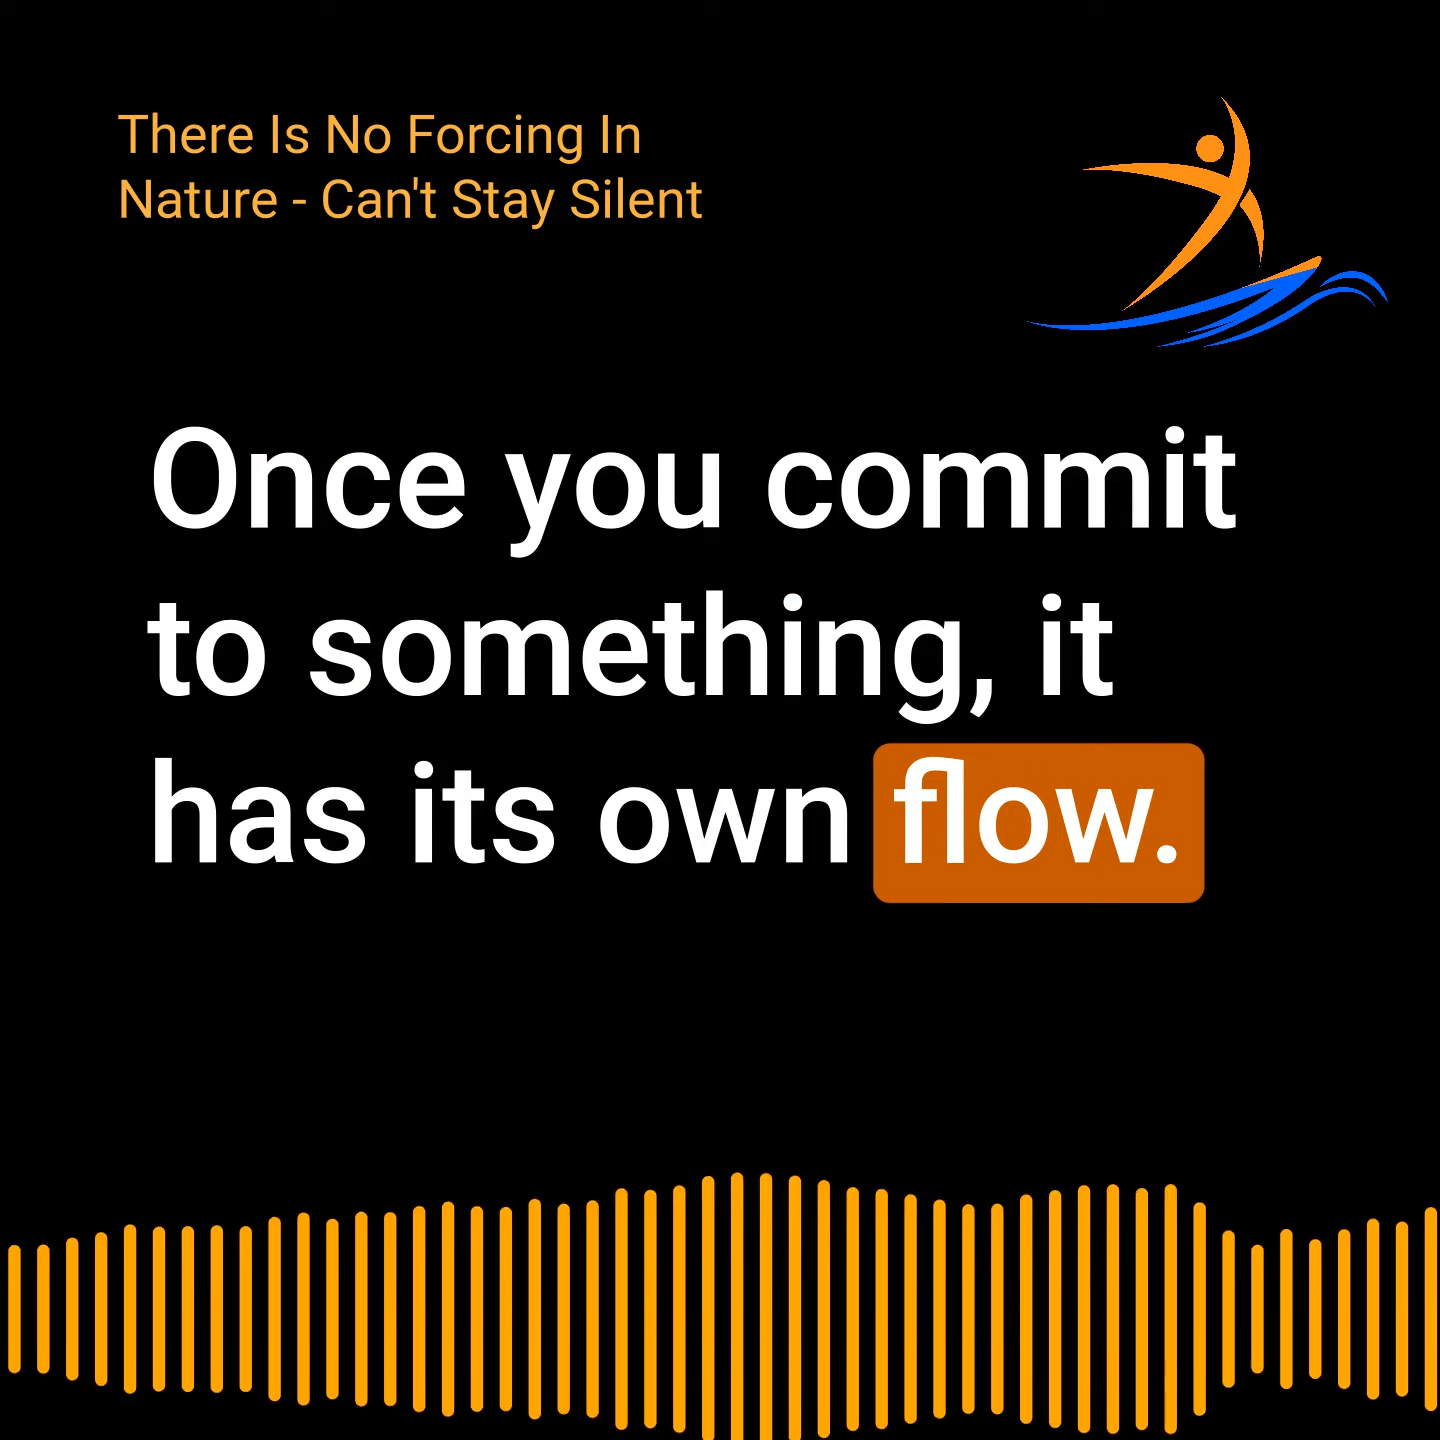 There Is No Forcing In
Nature - Can't Stay Silent
Once you commit
to something, it
has its own flow.